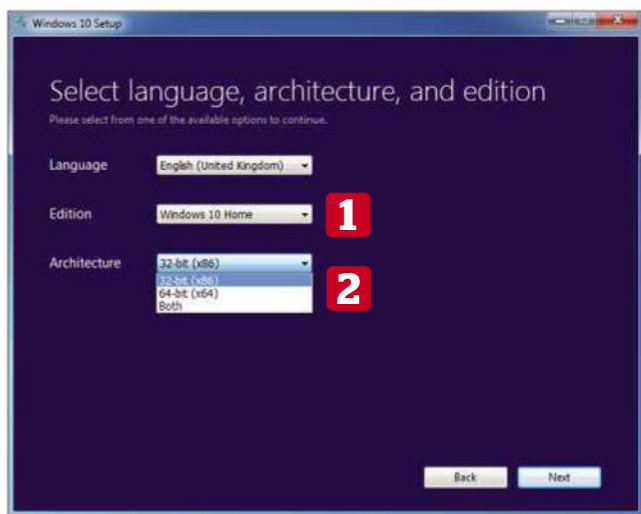 Windows 10 Setup
Select language, architecture, and edition
Please select from one of the available options to continue.
Language English (United Kingdom)
Edition Windows 10 Home 1
Architecture 32-bit (x86)
32-bit (x86)
64-bit (x64) 2
Both
Back Next